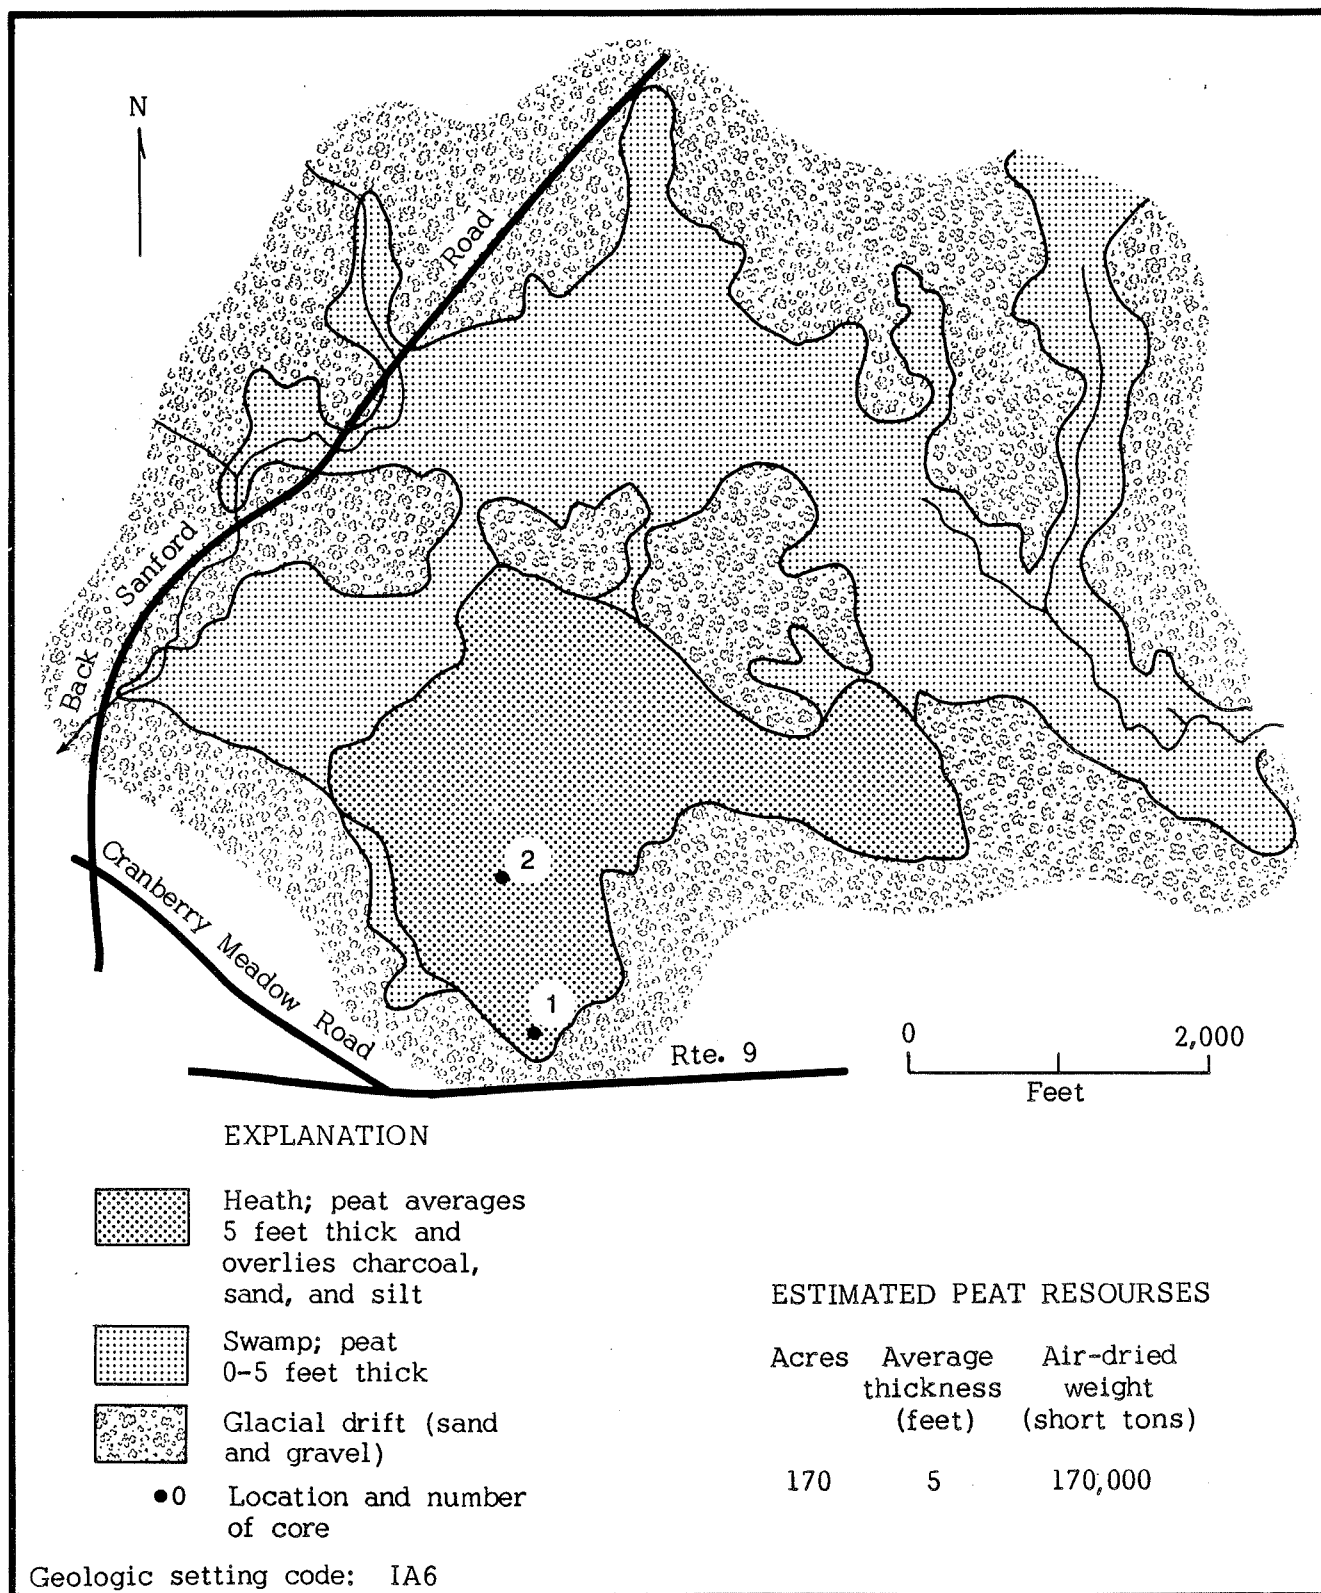 N
Road
Sanford
Back
2
Cranberry Meadow Road
1
Rte. 9
0 2,000
Feet
EXPLANATION
Heath; peat averages
5 feet thick and
overlies charcoal,
sand, and silt
Swamp; peat
0-5 feet thick
Glacial drift (sand
and gravel)
●0 Location and number
of core
ESTIMATED PEAT RESOURSES
Acres Average Air-dried
thickness weight
(feet) (short tons)
170 5 170,000
Geologic setting code: IA6